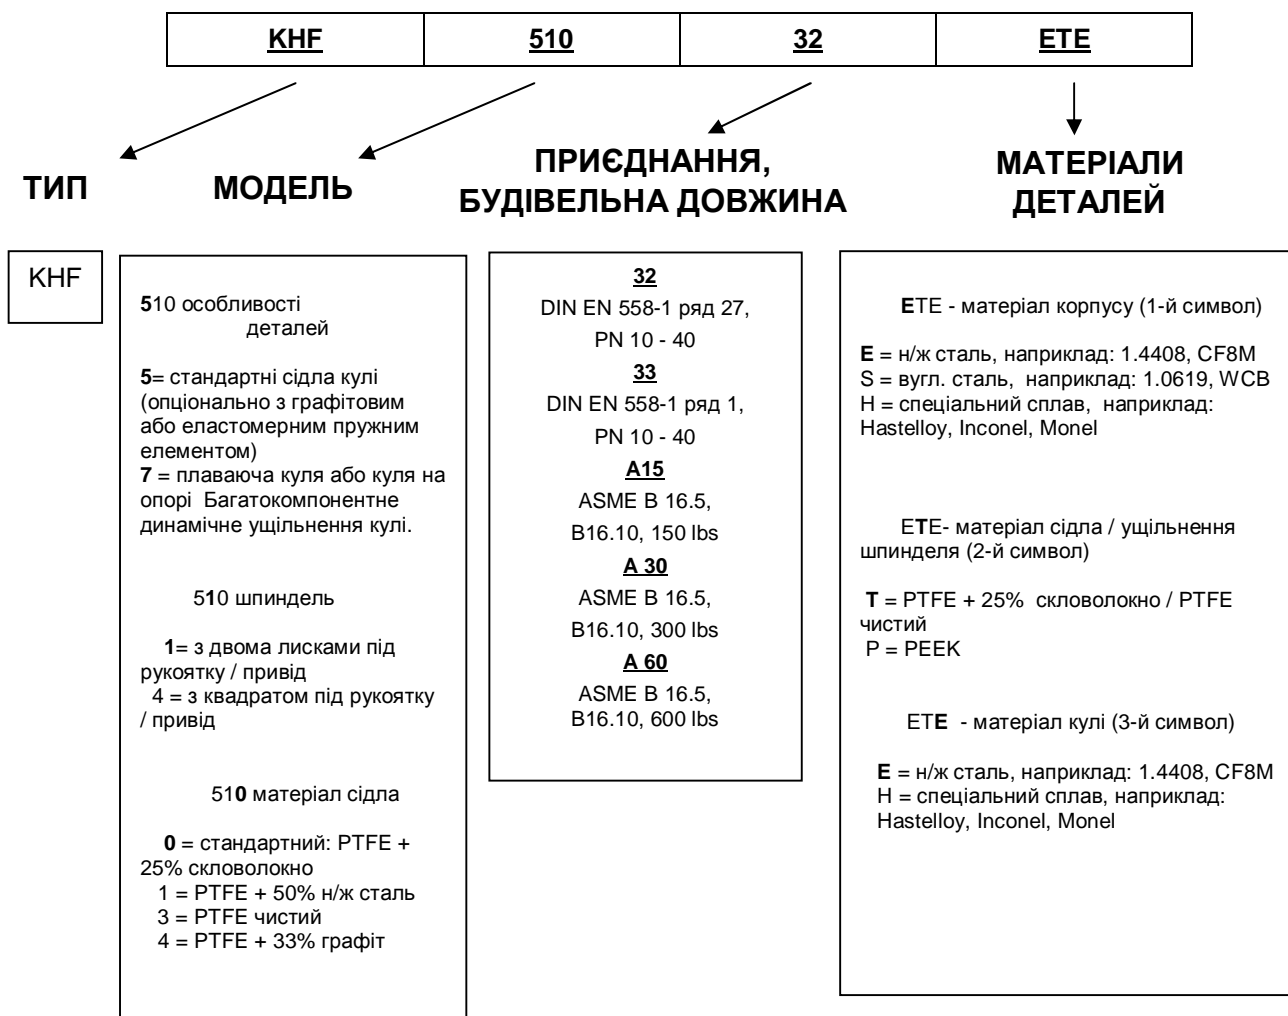 KHF 510 32 ETE
ТИП
МОДЕЛЬ
ПРИЄДНАННЯ,
БУДІВЕЛЬНА ДОВЖИНА
МАТЕРІАЛИ
ДЕТАЛЕЙ
KHF
510 особливості
деталей
5= стандартні сідла кулі
(опціонально з графітовим
або еластомерним пружним
елементом)
7 = плаваюча куля або куля на
опорі Багатокомпонентне
динамічне ущільнення кулі.
510 шпиндель
1= з двома лисками під
рукоятку / привід
4 = з квадратом під рукоятку
/ привід
510 матеріал сідла
0 = стандартний: PTFE +
25% скловолокно
1 = PTFE + 50% н/ж сталь
3 = PTFE чистий
4 = PTFE + 33% графіт
32
DIN EN 558-1 ряд 27,
PN 10 - 40
33
DIN EN 558-1 ряд 1,
PN 10 - 40
A15
ASME B 16.5,
B16.10, 150 lbs
A 30
ASME B 16.5,
B16.10, 300 lbs
A 60
ASME B 16.5,
B16.10, 600 lbs
ETE - матеріал корпусу (1-й символ)
E = н/ж сталь, наприклад: 1.4408, CF8M
S = вугл. сталь, наприклад: 1.0619, WCB
H = спеціальний сплав, наприклад:
Hastelloy, Inconel, Monel
ETE- матеріал сідла / ущільнення
шпинделя (2-й символ)
T = PTFE + 25% скловолокно / PTFE
чистий
P = PEEK
ETE - матеріал кулі (3-й символ)
E = н/ж сталь, наприклад: 1.4408, CF8M
H = спеціальний сплав, наприклад:
Hastelloy, Inconel, Monel